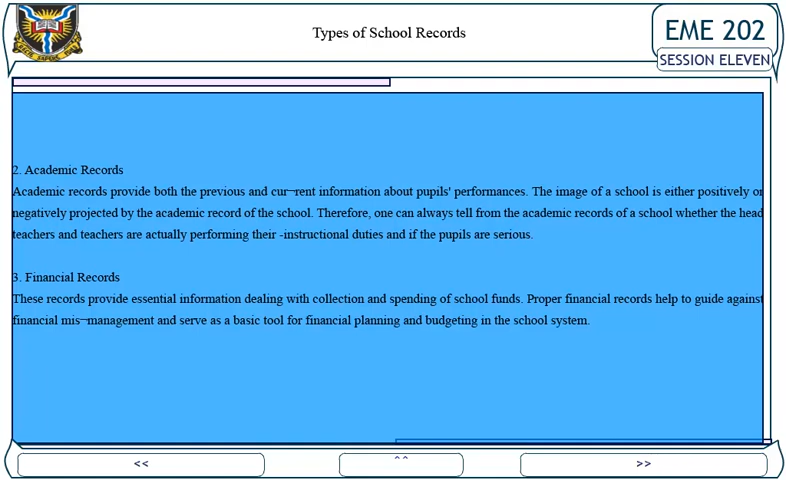 Types of School Records
EME 202
SESSION ELEVEN
2. Academic Records
Academic records provide both the previous and cur¬rent information about pupils' performances. The image of a school is either positively or
negatively projected by the academic record of the school. Therefore, one can always tell from the academic records of a school whether the head
teachers and teachers are actually performing their -instructional duties and if the pupils are serious.
3. Financial Records
These records provide essential information dealing with collection and spending of school funds. Proper financial records help to guide against
financial mis¬management and serve as a basic tool for financial planning and budgeting in the school system.
<<
^^
>>